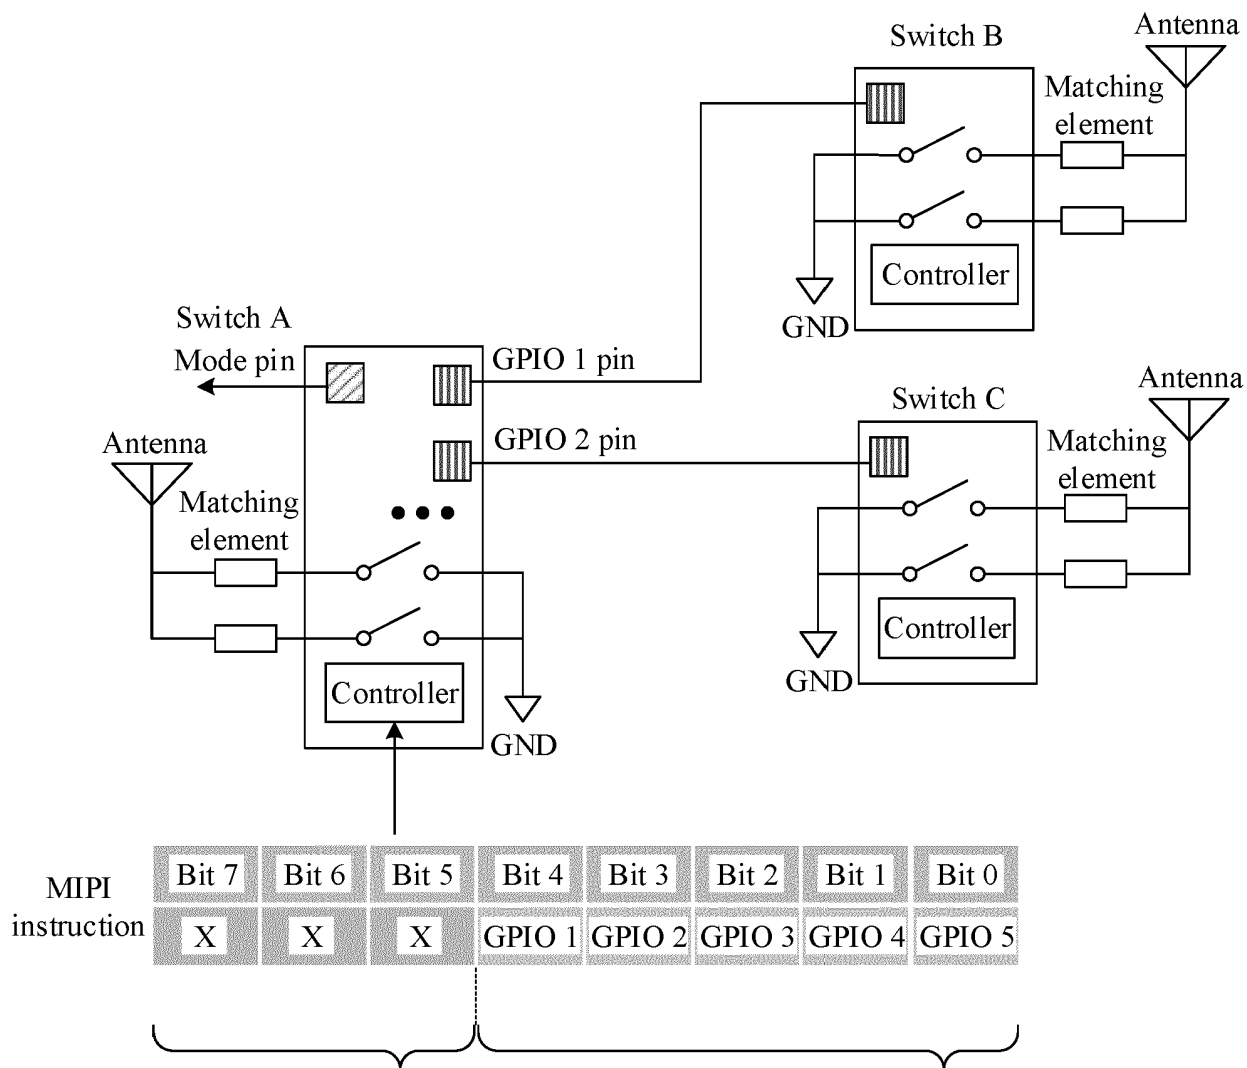 Antenna
Switch B
Matching
element
Controller
GND
Switch A
Mode pin
GPIO 1 pin
Antenna
Switch C
GPIO 2 pin
Antenna
Matching
element
Matching
element
Controller
GND
Controller
GND
MIPI
instruction
Bit 7 Bit 6 Bit 5 Bit 4 Bit 3 Bit 2 Bit 1 Bit 0
X X X GPIO 1 GPIO 2 GPIO 3 GPIO 4 GPIO 5